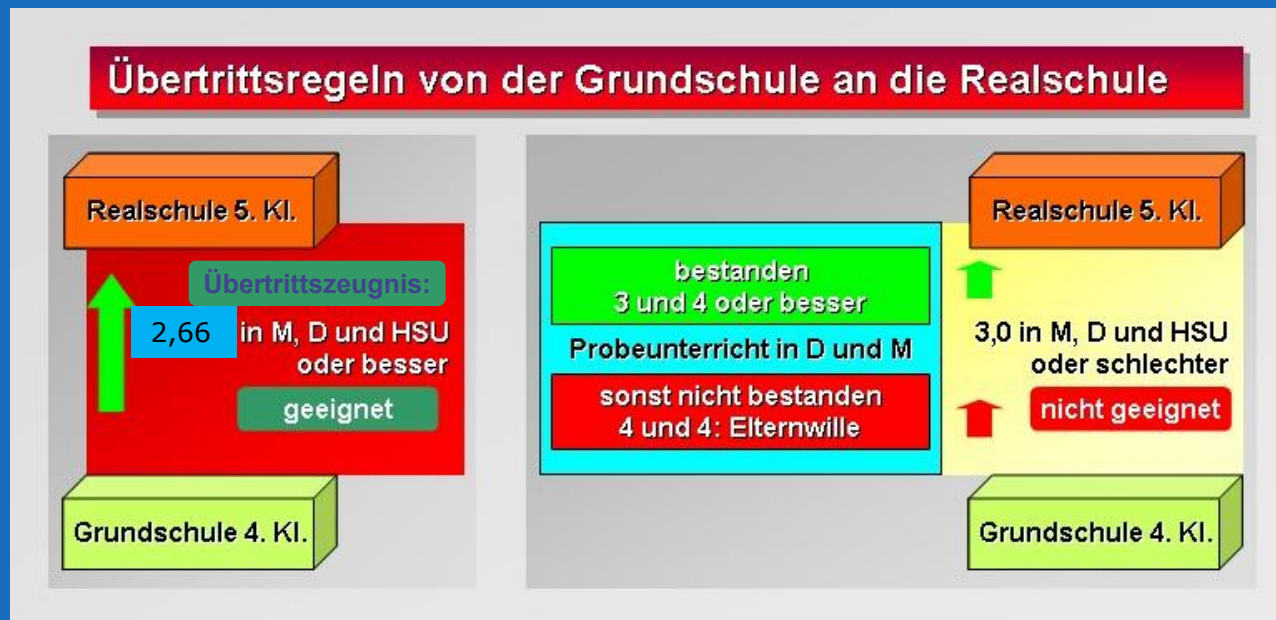 Übertrittsregeln von der Grundschule an die Realschule
Realschule 5. Kl.
Übertrittszeugnis:
2,66 in M, D und HSU
oder besser
geeignet
Grundschule 4. Kl.
bestanden
3 und 4 oder besser
Probeunterricht in D und M
sonst nicht bestanden
4 und 4: Elternwille
Realschule 5. Kl.
3,0 in M, D und HSU
oder schlechter
nicht geeignet
Grundschule 4. Kl.